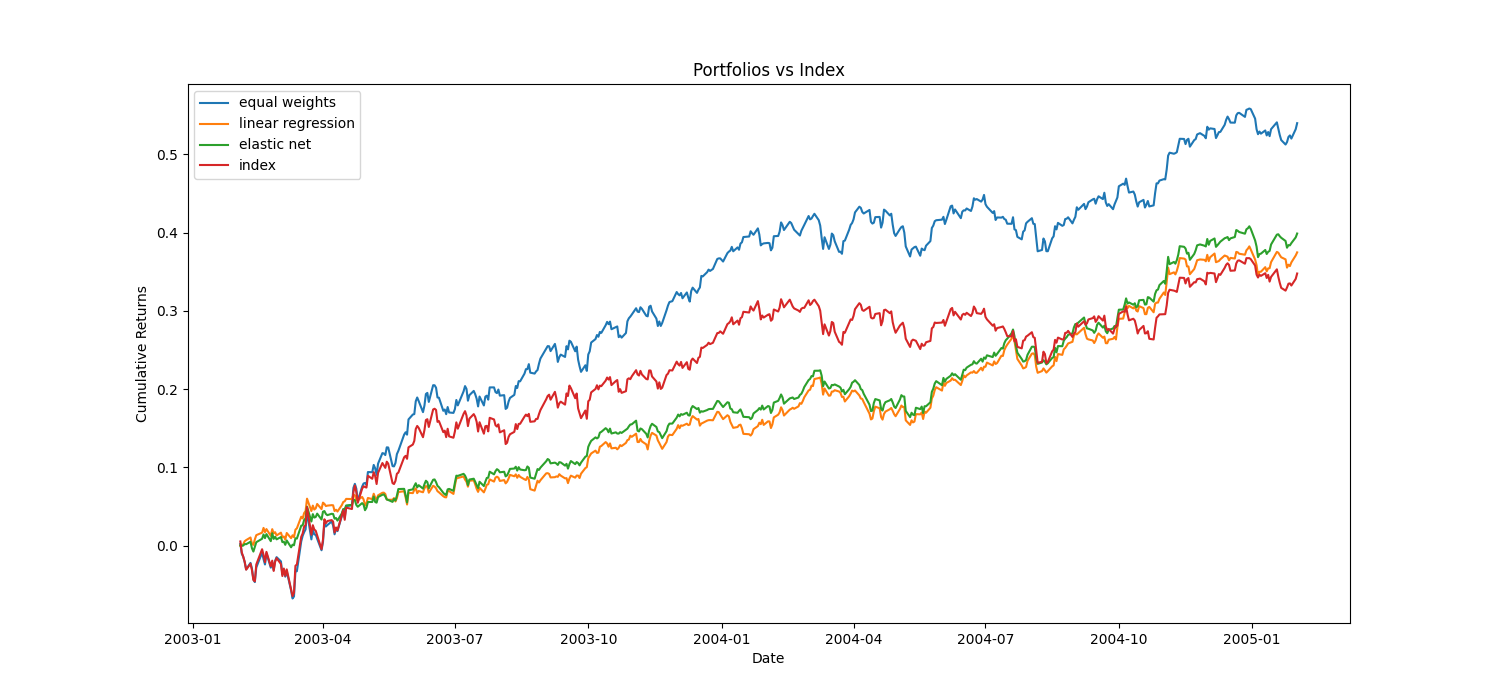 Portfolios vs Index
equal weights
linear regression
elastic net
index
Cumulative Returns
0.5
0.4
0.3
0.2
0.1
0.0
2003-01 2003-04 2003-07 2003-10 2004-01 2004-04 2004-07 2004-10 2005-01
Date